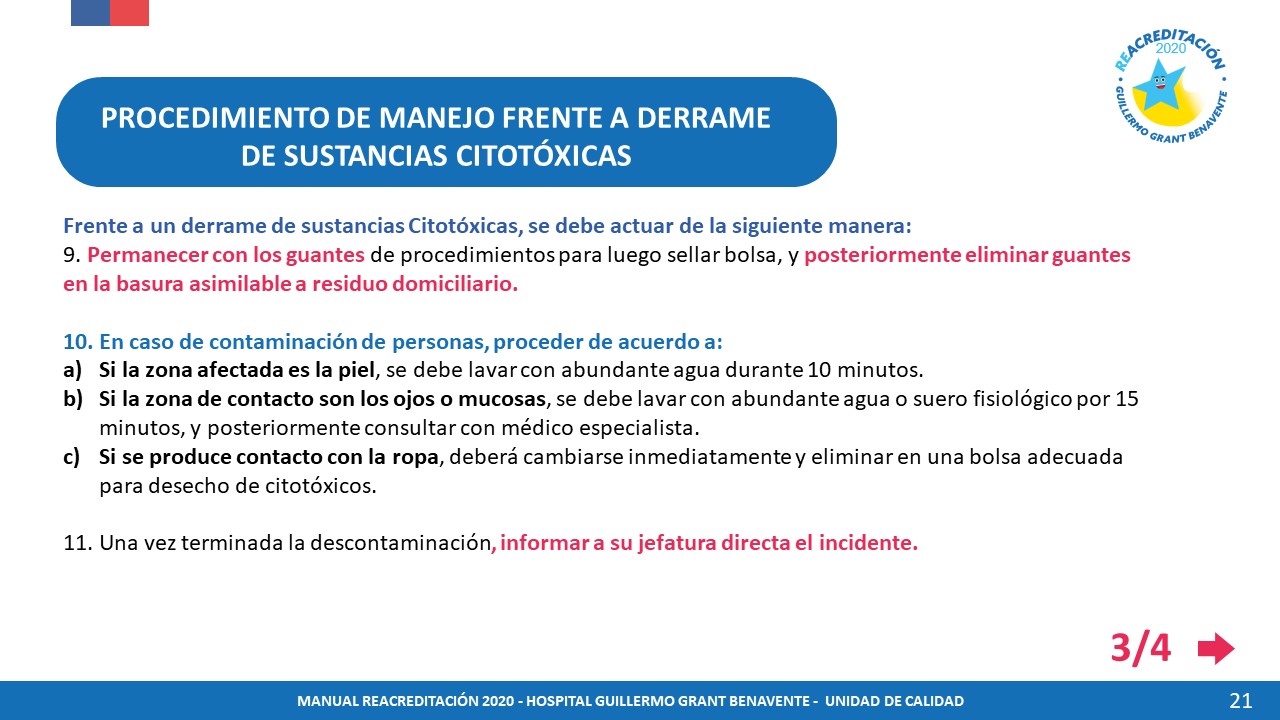 REACREDITACIÓN
2020
GUILLERMO GRANT BENAVENTE
PROCEDIMIENTO DE MANEJO FRENTE A DERRAME
DE SUSTANCIAS CITOTÓXICAS
Frente a un derrame de sustancias Citotóxicas, se debe actuar de la siguiente manera:
9. Permanecer con los guantes de procedimientos para luego sellar bolsa, y posteriormente eliminar guantes
en la basura asimilable a residuo domiciliario.
10. En caso de contaminación de personas, proceder de acuerdo a:
a) Si la zona afectada es la piel, se debe lavar con abundante agua durante 10 minutos.
b) Si la zona de contacto son los ojos o mucosas, se debe lavar con abundante agua o suero fisiológico por 15
minutos, y posteriormente consultar con médico especialista.
c) Si se produce contacto con la ropa, deberá cambiarse inmediatamente y eliminar en una bolsa adecuada
para desecho de citotóxicos.
11. Una vez terminada la descontaminación, informar a su jefatura directa el incidente.
3/4
MANUAL REACREDITACIÓN 2020 - HOSPITAL GUILLERMO GRANT BENAVENTE - UNIDAD DE CALIDAD
21